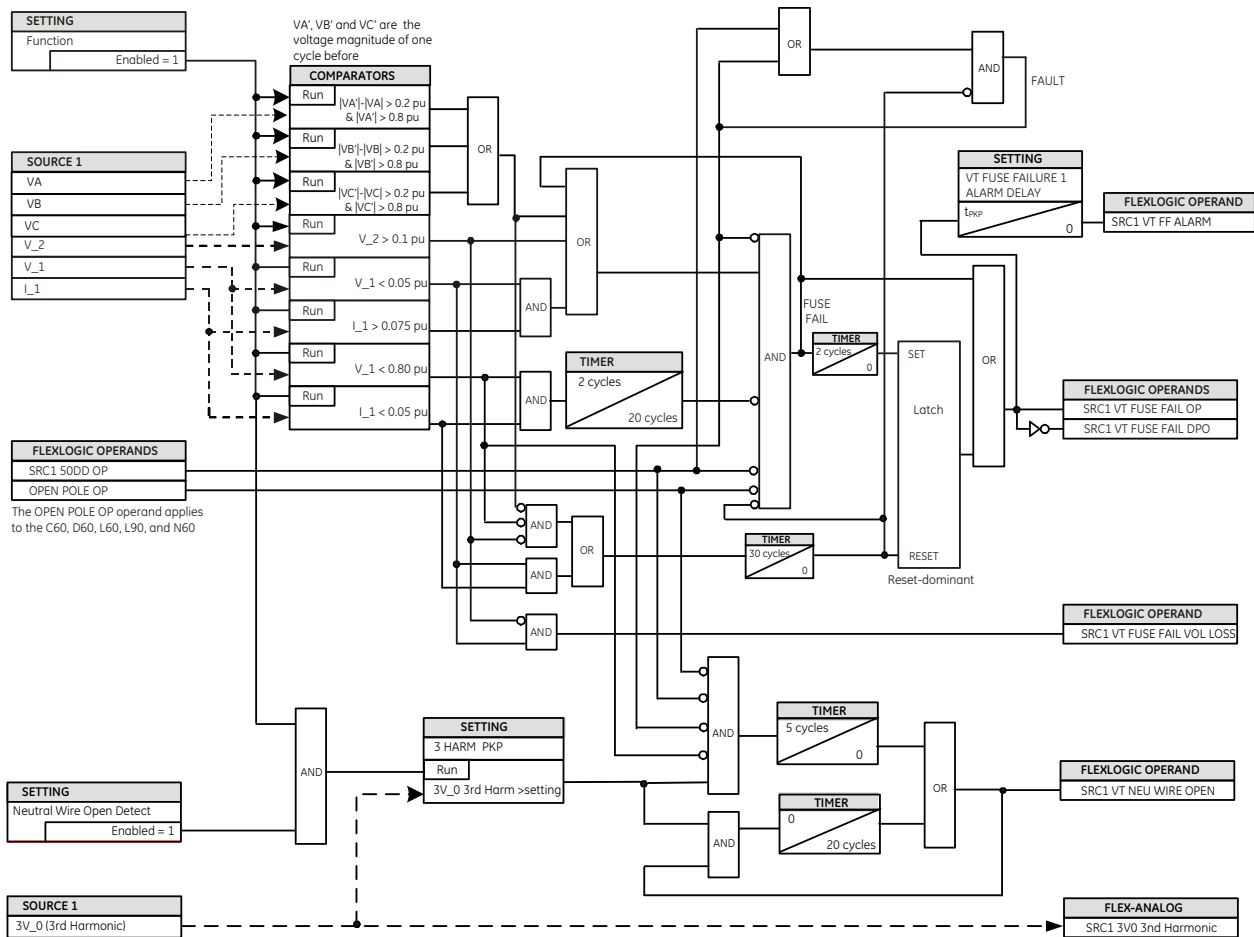 SETTING
Function
Enabled = 1
VA', VB' and VC' are the
voltage magnitude of one
cycle before
COMPARATORS
Run
|VA'|-|VA| > 0.2 pu
& |VA'| > 0.8 pu
Run
|VB'|-|VB| > 0.2 pu
& |VB'| > 0.8 pu
Run
|VC'|-|VC| > 0.2 pu
& |VC'| > 0.8 pu
Run
V_2 > 0.1 pu
Run
V_1 < 0.05 pu
Run
I_1 > 0.075 pu
Run
V_1 < 0.80 pu
Run
I_1 < 0.05 pu
SOURCE 1
VA
VB
VC
V_2
V_1
I_1
OR
OR
AND
AND
TIMER
2 cycles
20 cycles
OR
AND
FAULT
SETTING
VT FUSE FAILURE 1
ALARM DELAY
tPKP
0
FLEXLOGIC OPERAND
SRC1 VT FF ALARM
AND
FUSE
FAIL
TIMER
2 cycles
0
SET
Latch
RESET
Reset-dominant
OR
FLEXLOGIC OPERANDS
SRC1 VT FUSE FAIL OP
SRC1 VT FUSE FAIL DPO
FLEXLOGIC OPERANDS
SRC1 50DD OP
OPEN POLE OP
The OPEN POLE OP operand applies
to the C60, D60, L60, L90, and N60
AND
AND
OR
TIMER
30 cycles
0
AND
FLEXLOGIC OPERAND
SRC1 VT FUSE FAIL VOL LOSS
AND
SETTING
3 HARM PKP
Run
3V_0 3rd Harm >setting
AND
TIMER
5 cycles
0
AND
TIMER
0
20 cycles
OR
FLEXLOGIC OPERAND
SRC1 VT NEU WIRE OPEN
SETTING
Neutral Wire Open Detect
Enabled = 1
SOURCE 1
3V_0 (3rd Harmonic)
FLEX-ANALOG
SRC1 3V0 3nd Harmonic